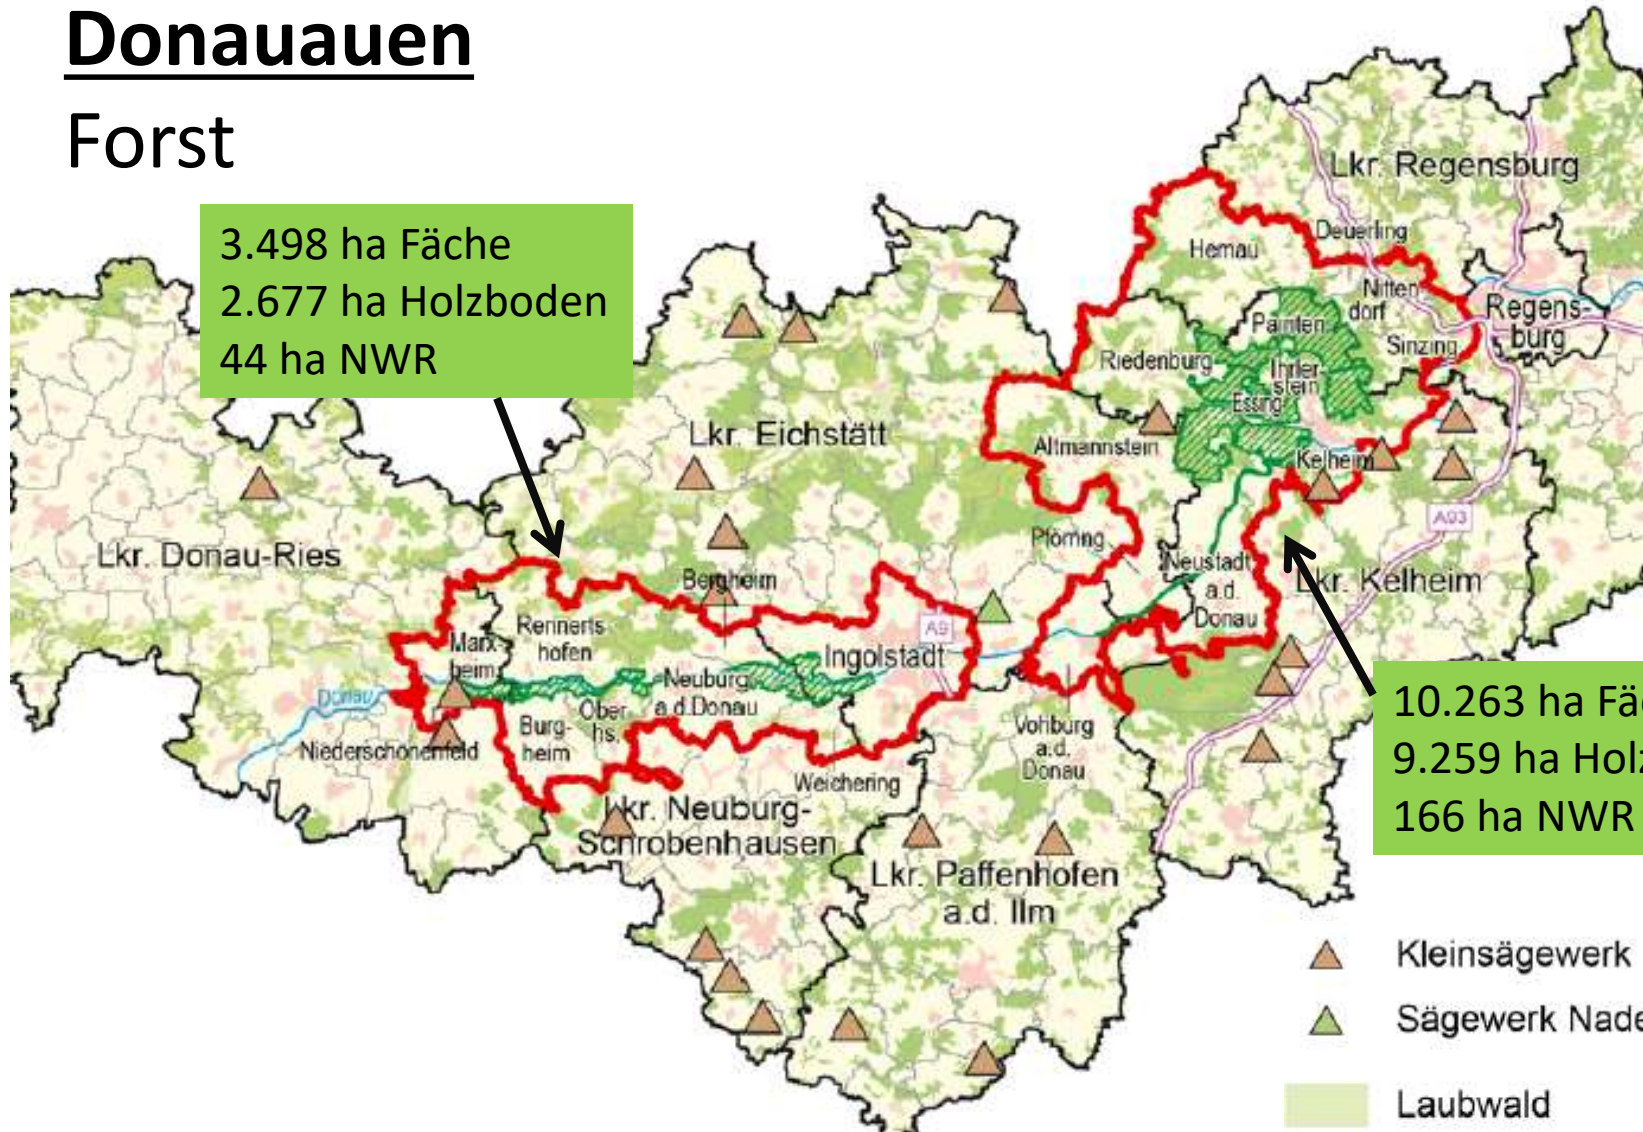 Donauauen
Forst
3.498 ha Fäche
2.677 ha Holzboden
44 ha NWR
Lkr. Regensburg
Deuerling
Hemau
Nitten-
dorf
Regens-
burg
Painten
Sinzing
Riedenburg
Ihrler-
stein
Essing
Lkr. Eichstätt
Altmannstein
Kelheim
A93
Lkr. Donau-Ries
Pförring
Neustadt
a.d.
Donau
Lkr. Kelheim
Bergheim
Rennerts
hofen
Marx-
heim
A9
Ingolstadt
Neuburg
a.d.Donau
Donau
Ober-
hs.
Burg-
heim
Niederschönenfeld
Vohburg
a.d.
Donau
Weichering
10.263 ha Fäc
9.259 ha Holz
166 ha NWR
Lkr. Neuburg-
Schrobenhausen
Lkr. Paffenhofen
a.d. Ilm
Kleinsägewerk
Sägewerk Nade
Laubwald